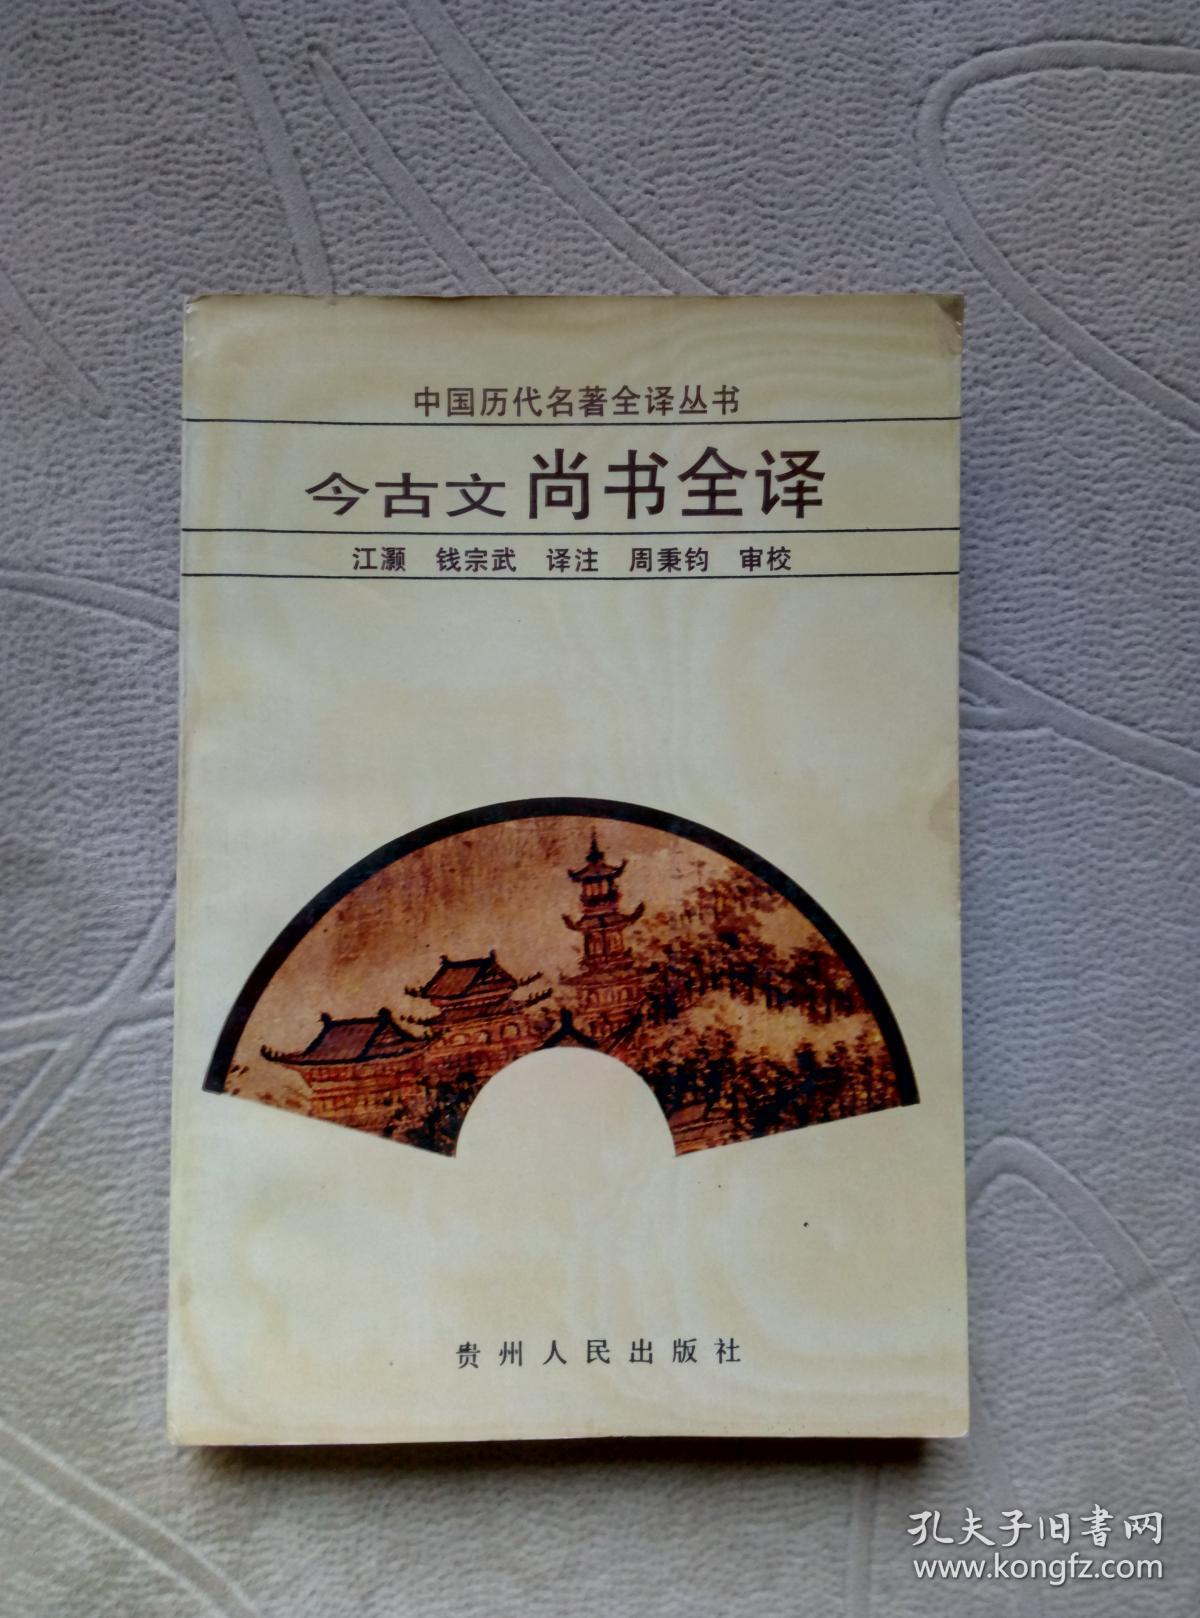 中国历代名著全译丛书
今古文尚书全译
江灏 钱宗武 译注 周秉钧 审校
贵州人民出版社
孔夫子旧书网
www.kongfz.com